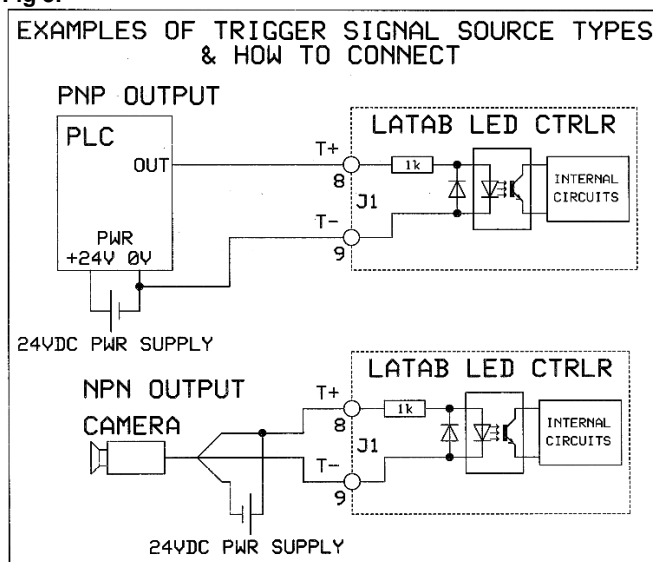 Fig 3.
EXAMPLES OF TRIGGER SIGNAL SOURCE TYPES
& HOW TO CONNECT
PNP OUTPUT
PLC
OUT
PWR
+24V 0V
24VDC PWR SUPPLY
T+
8
J1
T-
9
LATAB LED CTRLR
1k
INTERNAL
CIRCUITS
NPN OUTPUT
CAMERA
24VDC PWR SUPPLY
T+
8
J1
T-
9
LATAB LED CTRLR
1k
INTERNAL
CIRCUITS